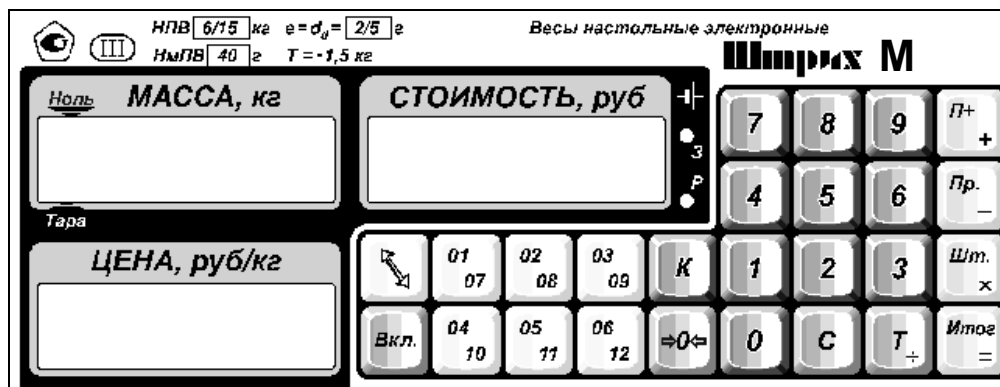 НПВ 6/15 кг e=dд= 2/5 г
НмПВ 40 г T=-1,5 кг
III
Весы настольные электронные
Штрих М
Ноль МАССА, кг
СТОИМОСТЬ, руб
З
Р
Тара
ЦЕНА, руб/кг
7 8 9 П+ +
4 5 6 Пр. –
01 07 02 08 03 09 К 1 2 3 Шт. ×
Вкл. 04 10 05 11 06 12 ⇒0⇐ 0 С Т ÷ Итог =